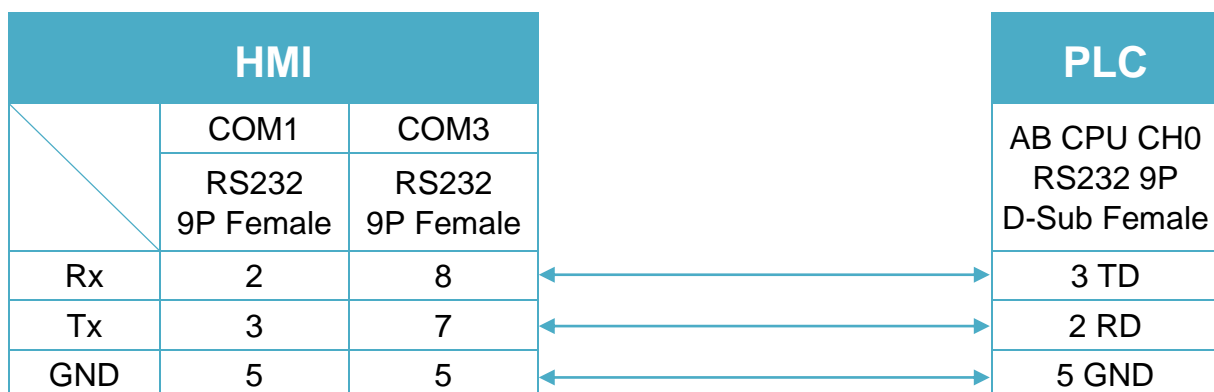 HMI PLC
COM1 COM3 AB CPU CH0
RS232 9P
D-Sub Female
RS232 RS232
9P Female 9P Female
Rx 2 8 3 TD
Tx 3 7 2 RD
GND 5 5 5 GND